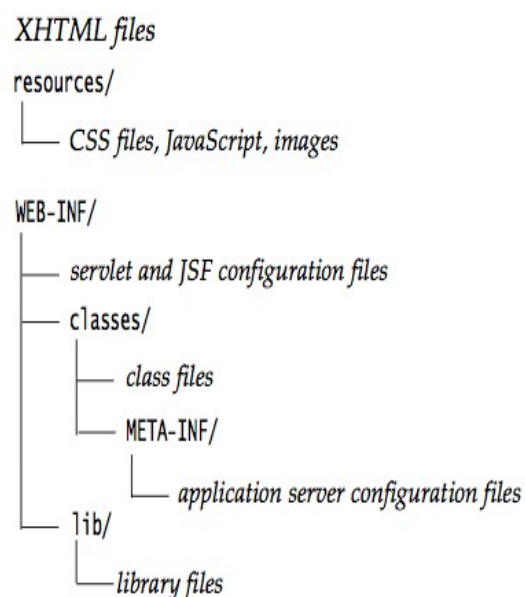 XHTML files
resources/
CSS files, JavaScript, images
WEB-INF/
servlet and JSF configuration files
classes/
class files
META-INF/
application server configuration files
lib/
library files